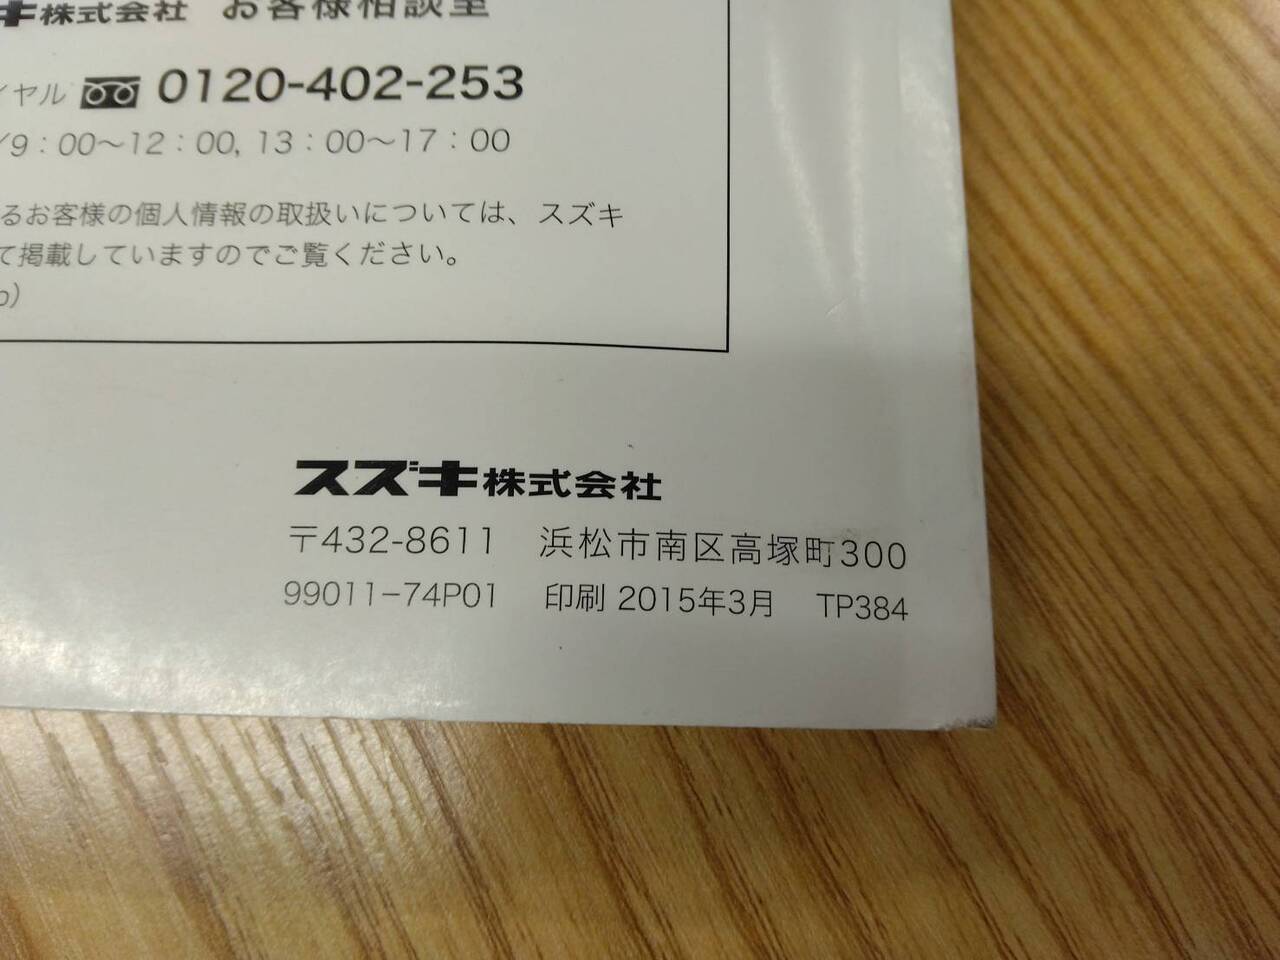 キ株式会社 お客様相談室
イヤル 0120-402-253
/9：00～12：00, 13：00～17：00
るお客様の個人情報の取扱いについては、スズキ
て掲載していますのでご覧ください。
p）
スズキ株式会社
〒432-8611 浜松市南区高塚町300
99011-74P01 印刷 2015年3月 TP384